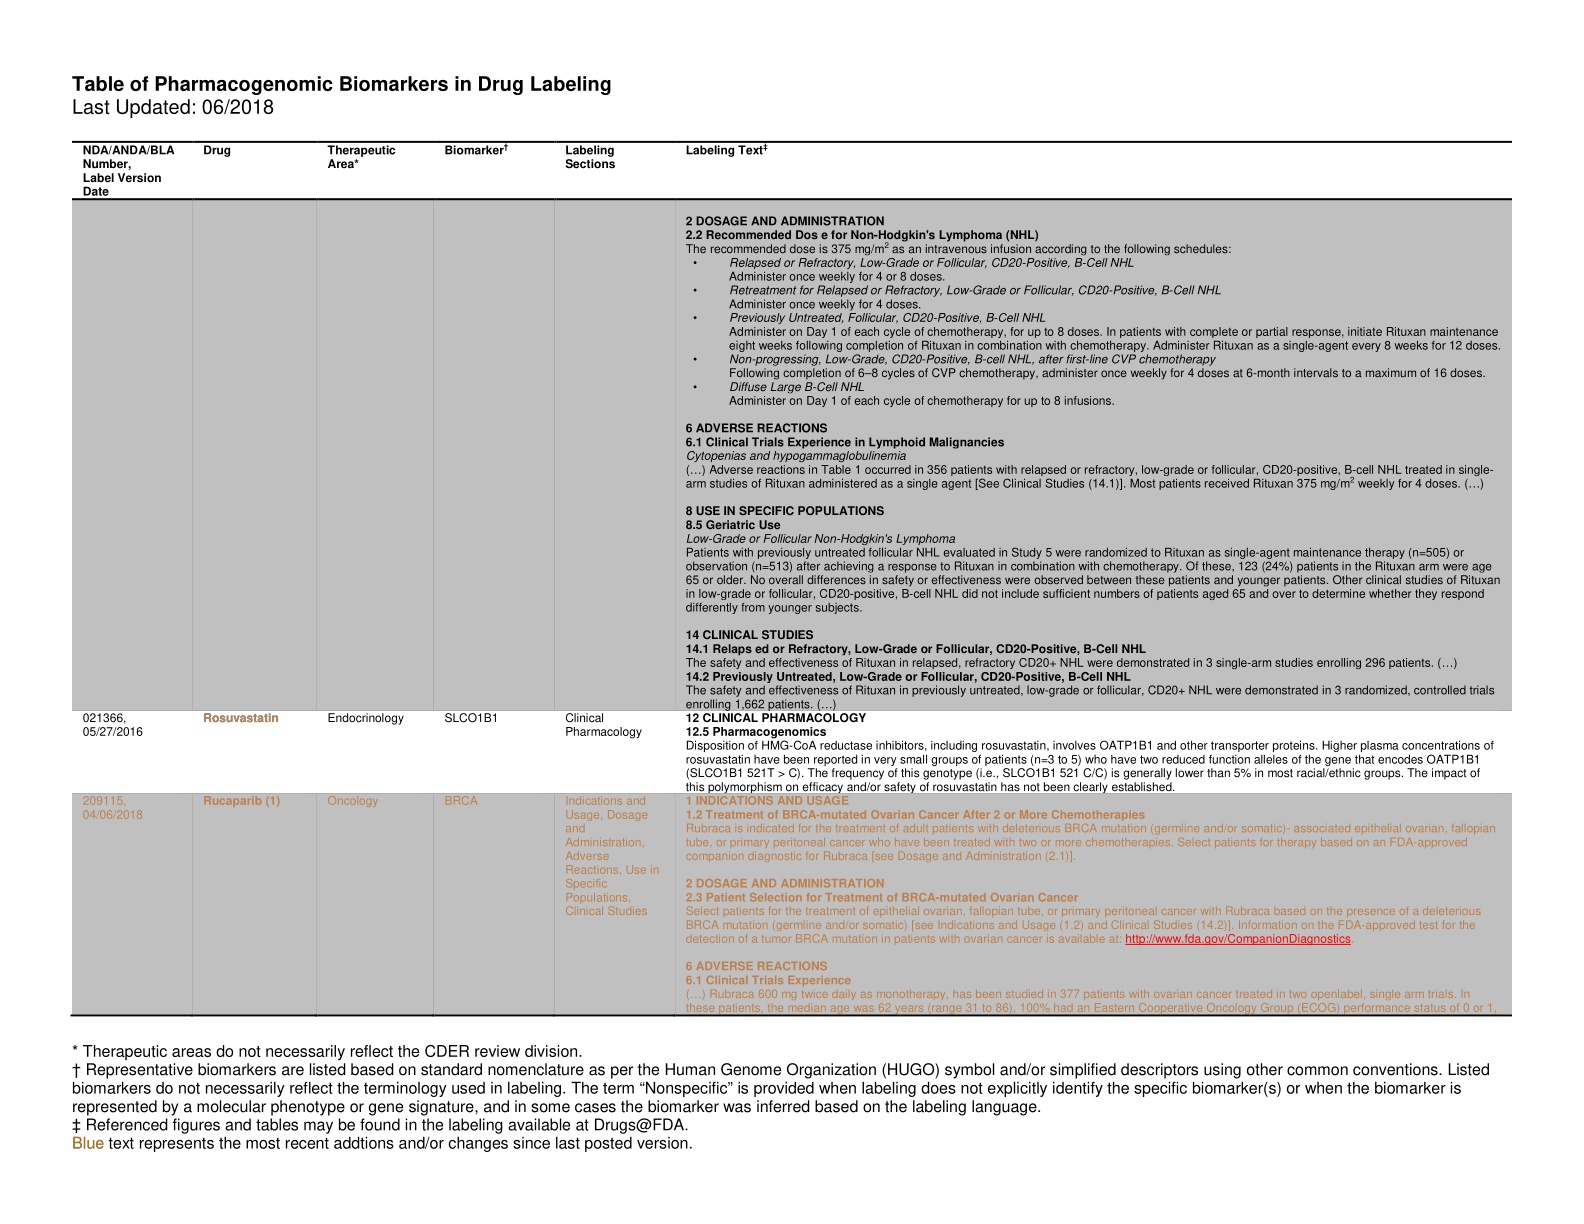 Table of Pharmacogenomic Biomarkers in Drug Labeling
Last Updated: 06/2018
NDA/ANDA/BLA
Number,
Label Version
Date
Drug
Therapeutic
Area*
Biomarker†
Labeling
Sections
Labeling Text‡
2 DOSAGE AND ADMINISTRATION
2.2 Recommended Dos e for Non-Hodgkin's Lymphoma (NHL)
The recommended dose is 375 mg/m2 as an intravenous infusion according to the following schedules:
• Relapsed or Refractory, Low-Grade or Follicular, CD20-Positive, B-Cell NHL
Administer once weekly for 4 or 8 doses.
• Retreatment for Relapsed or Refractory, Low-Grade or Follicular, CD20-Positive, B-Cell NHL
Administer once weekly for 4 doses.
• Previously Untreated, Follicular, CD20-Positive, B-Cell NHL
Administer on Day 1 of each cycle of chemotherapy, for up to 8 doses. In patients with complete or partial response, initiate Rituxan maintenance
eight weeks following completion of Rituxan in combination with chemotherapy. Administer Rituxan as a single-agent every 8 weeks for 12 doses.
• Non-progressing, Low-Grade, CD20-Positive, B-cell NHL, after first-line CVP chemotherapy
Following completion of 6–8 cycles of CVP chemotherapy, administer once weekly for 4 doses at 6-month intervals to a maximum of 16 doses.
• Diffuse Large B-Cell NHL
Administer on Day 1 of each cycle of chemotherapy for up to 8 infusions.
6 ADVERSE REACTIONS
6.1 Clinical Trials Experience in Lymphoid Malignancies
Cytopenias and hypogammaglobulinemia
(…) Adverse reactions in Table 1 occurred in 356 patients with relapsed or refractory, low-grade or follicular, CD20-positive, B-cell NHL treated in single-
arm studies of Rituxan administered as a single agent [See Clinical Studies (14.1)]. Most patients received Rituxan 375 mg/m2 weekly for 4 doses. (…)
8 USE IN SPECIFIC POPULATIONS
8.5 Geriatric Use
Low-Grade or Follicular Non-Hodgkin's Lymphoma
Patients with previously untreated follicular NHL evaluated in Study 5 were randomized to Rituxan as single-agent maintenance therapy (n=505) or
observation (n=513) after achieving a response to Rituxan in combination with chemotherapy. Of these, 123 (24%) patients in the Rituxan arm were age
65 or older. No overall differences in safety or effectiveness were observed between these patients and younger patients. Other clinical studies of Rituxan
in low-grade or follicular, CD20-positive, B-cell NHL did not include sufficient numbers of patients aged 65 and over to determine whether they respond
differently from younger subjects.
14 CLINICAL STUDIES
14.1 Relaps ed or Refractory, Low-Grade or Follicular, CD20-Positive, B-Cell NHL
The safety and effectiveness of Rituxan in relapsed, refractory CD20+ NHL were demonstrated in 3 single-arm studies enrolling 296 patients. (…)
14.2 Previously Untreated, Low-Grade or Follicular, CD20-Positive, B-Cell NHL
The safety and effectiveness of Rituxan in previously untreated, low-grade or follicular, CD20+ NHL were demonstrated in 3 randomized, controlled trials
enrolling 1,662 patients. (…)
021366,
05/27/2016
Rosuvastatin
Endocrinology
SLCO1B1
Clinical
Pharmacology
12 CLINICAL PHARMACOLOGY
12.5 Pharmacogenomics
Disposition of HMG-CoA reductase inhibitors, including rosuvastatin, involves OATP1B1 and other transporter proteins. Higher plasma concentrations of
rosuvastatin have been reported in very small groups of patients (n=3 to 5) who have two reduced function alleles of the gene that encodes OATP1B1
(SLCO1B1 521T > C). The frequency of this genotype (i.e., SLCO1B1 521 C/C) is generally lower than 5% in most racial/ethnic groups. The impact of
this polymorphism on efficacy and/or safety of rosuvastatin has not been clearly established.
209115,
04/06/2018
Rucaparib (1)
Oncology
BRCA
Indications and
Usage, Dosage
and
Administration,
Adverse
Reactions, Use in
Specific
Populations,
Clinical Studies
1 INDICATIONS AND USAGE
1.2 Treatment of BRCA-mutated Ovarian Cancer After 2 or More Chemotherapies
Rubraca is indicated for the treatment of adult patients with deleterious BRCA mutation (germline and/or somatic)- associated epithelial ovarian, fallopian
tube, or primary peritoneal cancer who have been treated with two or more chemotherapies. Select patients for therapy based on an FDA-approved
companion diagnostic for Rubraca [see Dosage and Administration (2.1)].
2 DOSAGE AND ADMINISTRATION
2.3 Patient Selection for Treatment of BRCA-mutated Ovarian Cancer
Select patients for the treatment of epithelial ovarian, fallopian tube, or primary peritoneal cancer with Rubraca based on the presence of a deleterious
BRCA mutation (germline and/or somatic) [see Indications and Usage (1.2) and Clinical Studies (14.2)]. Information on the FDA-approved test for the
detection of a tumor BRCA mutation in patients with ovarian cancer is available at: http://www.fda.gov/CompanionDiagnostics.
6 ADVERSE REACTIONS
6.1 Clinical Trials Experience
(…) Rubraca 600 mg twice daily as monotherapy, has been studied in 377 patients with ovarian cancer treated in two openlabel, single arm trials. In
these patients, the median age was 62 years (range 31 to 86), 100% had an Eastern Cooperative Oncology Group (ECOG) performance status of 0 or 1,
* Therapeutic areas do not necessarily reflect the CDER review division.
† Representative biomarkers are listed based on standard nomenclature as per the Human Genome Organization (HUGO) symbol and/or simplified descriptors using other common conventions. Listed
biomarkers do not necessarily reflect the terminology used in labeling. The term “Nonspecific” is provided when labeling does not explicitly identify the specific biomarker(s) or when the biomarker is
represented by a molecular phenotype or gene signature, and in some cases the biomarker was inferred based on the labeling language.
‡ Referenced figures and tables may be found in the labeling available at Drugs@FDA.
Blue text represents the most recent addtions and/or changes since last posted version.